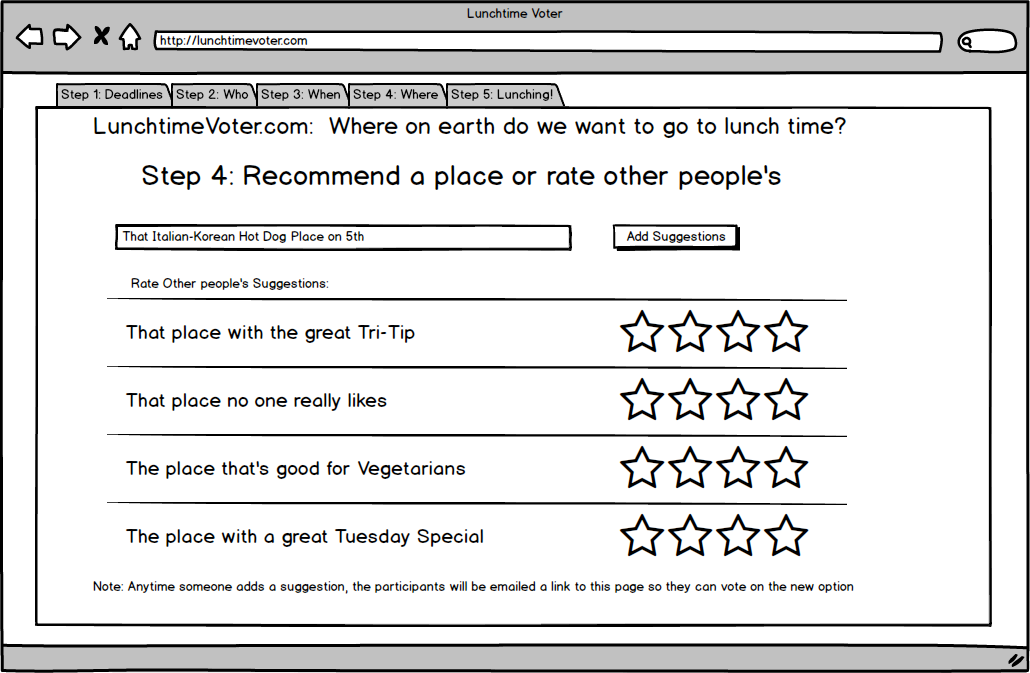 Lunchtime Voter
http://lunchtimevoter.com
Step 1: Deadlines Step 2: Who Step 3: When Step 4: Where Step 5: Lunching!
LunchtimeVoter.com: Where on earth do we want to go to lunch time?
Step 4: Recommend a place or rate other people's
That Italian-Korean Hot Dog Place on 5th Add Suggestions
Rate Other people's Suggestions:
That place with the great Tri-Tip
That place no one really likes
The place that's good for Vegetarians
The place with a great Tuesday Special
Note: Anytime someone adds a suggestion, the participants will be emailed a link to this page so they can vote on the new option